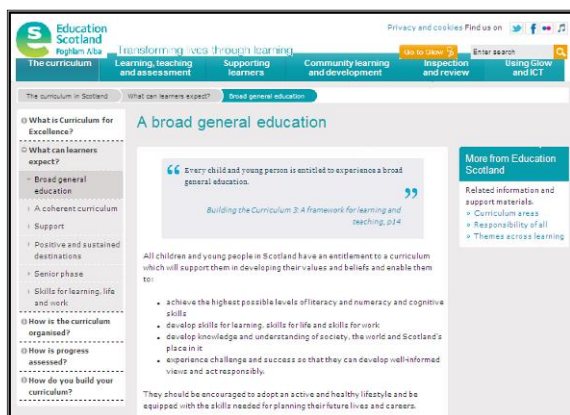 Education
Scotland
Foghlam Alba
Transforming lives through learning
Privacy and cookies Find us on
Go to Glow
Enter search
The curriculum
Learning, teaching
and assessment
Supporting
learners
Community learning
and development
Inspection
and review
Using Glow
and ICT
The curriculum in Scotland
What can learners expect?
Broad general education
What is Curriculum for
Excellence?
What can learners
expect?
Broad general
education
A coherent curriculum
Support
Positive and sustained
destinations
Senior phase
Skills for learning, life
and work
How is the curriculum
organised?
How is progress
assessed?
How do you build your
curriculum?
A broad general education
“ Every child and young person is entitled to experience a broad
general education. ”
Building the Curriculum 3: A framework for learning and
teaching, p14
All children and young people in Scotland have an entitlement to a curriculum
which will support them in developing their values and beliefs and enable them
to:
• achieve the highest possible levels of literacy and numeracy and cognitive
skills
• develop skills for learning, skills for life and skills for work
• develop knowledge and understanding of society, the world and Scotland's
place in it
• experience challenge and success so that they can develop well-informed
views and act responsibly.
They should be encouraged to adopt an active and healthy lifestyle and be
equipped with the skills needed for planning their future lives and careers.
More from Education
Scotland
Related information and
support materials.
» Curriculum areas
» Responsibility of all
» Themes across learning